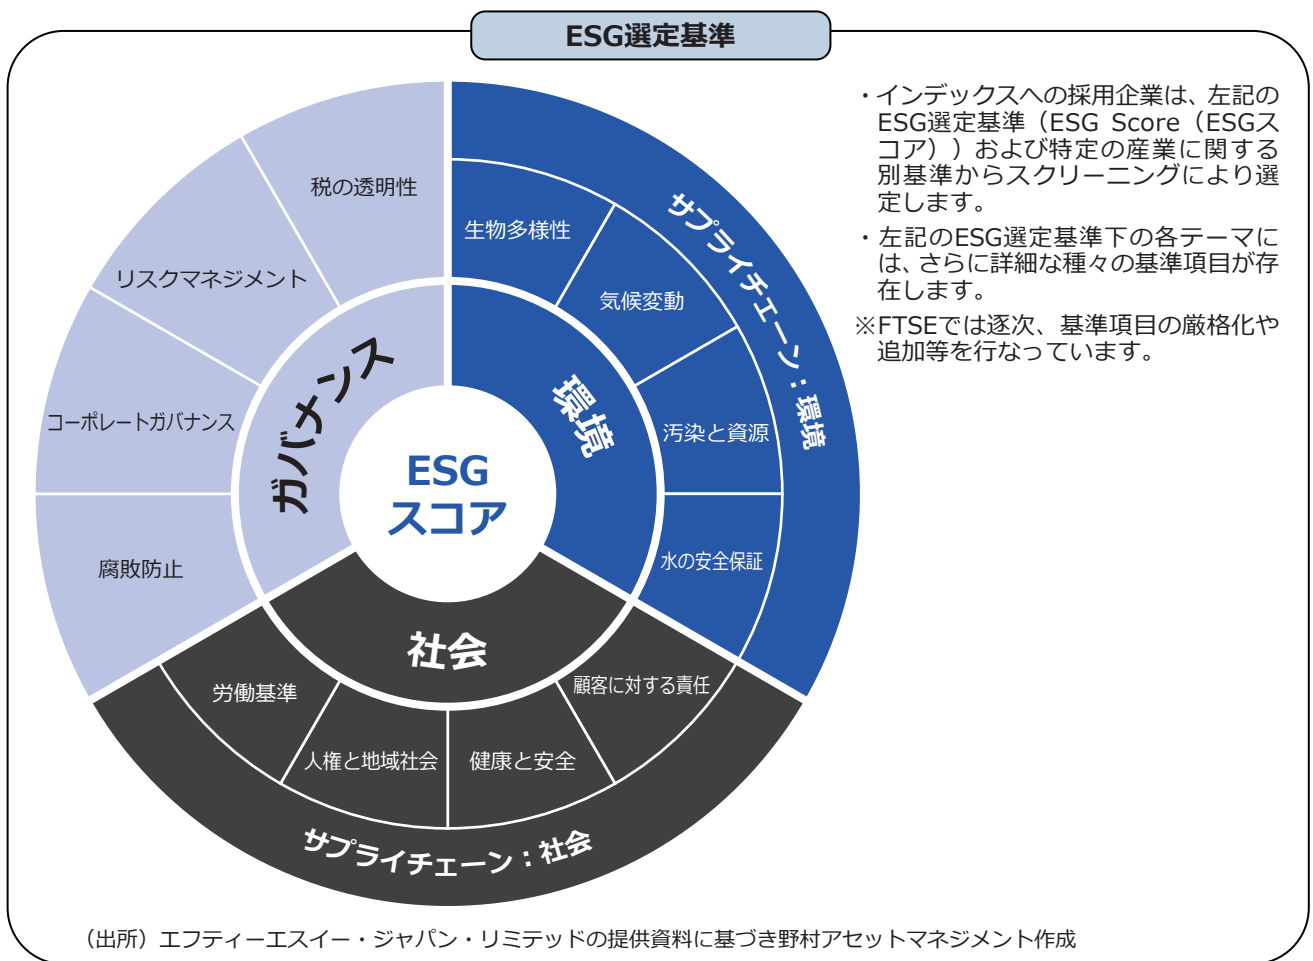 ESG選定基準
税の透明性
リスクマネジメント
コーポレートガバナンス
腐敗防止
ガバナンス
生物多様性
気候変動
汚染と資源
水の安全保証
環境
サプライチェーン：環境
ESG
スコア
社会
労働基準
人権と地域社会
健康と安全
顧客に対する責任
サプライチェーン：社会
・インデックスへの採用企業は、左記の
ESG選定基準（ESG Score（ESGス
コア））および特定の産業に関する
別基準からスクリーニングにより選
定します。
・左記のESG選定基準下の各テーマに
は、さらに詳細な種々の基準項目が存
在します。
※FTSEでは逐次、基準項目の厳格化や
追加等を行なっています。
（出所）エフティーエスイー・ジャパン・リミテッドの提供資料に基づき野村アセットマネジメント作成